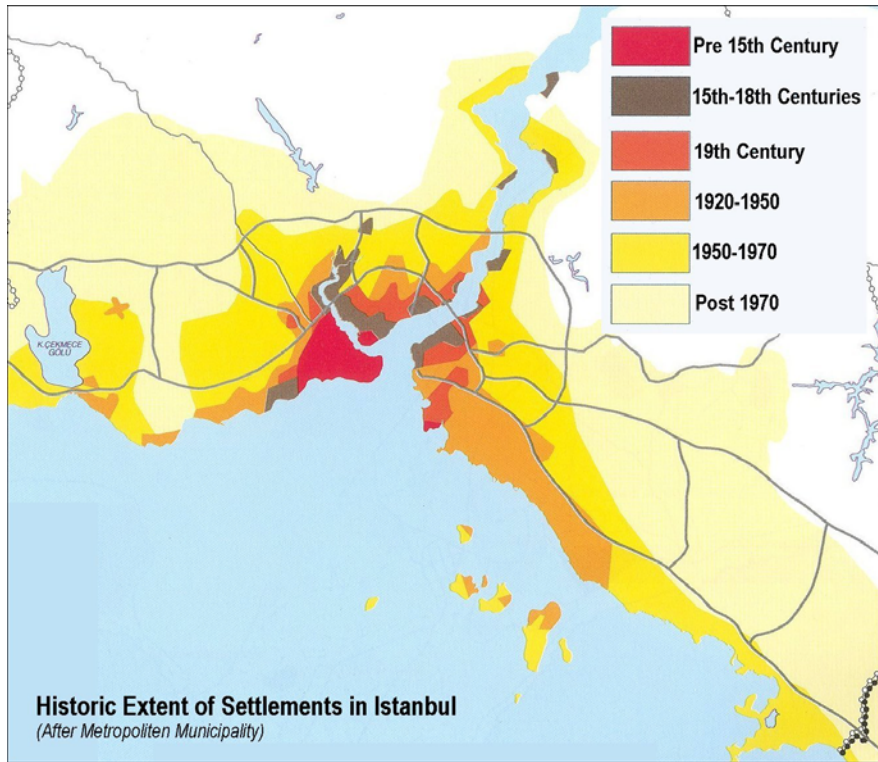 Pre 15th Century
15th-18th Centuries
19th Century
1920-1950
1950-1970
Post 1970
K.ÇEKMECE
GÖLÜ
Historic Extent of Settlements in Istanbul
(After Metropoliten Municipality)